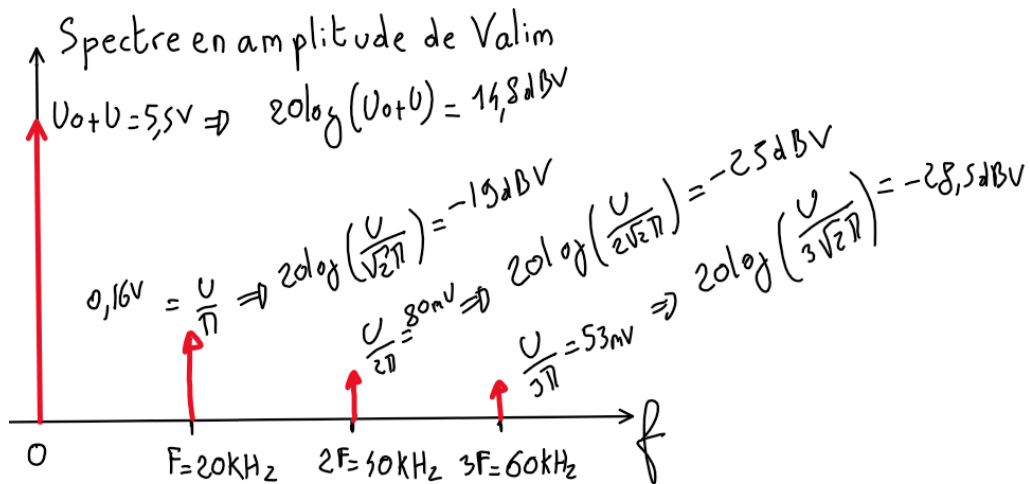 Spectre en amplitude de Valim
U0+U = 5,5V ⇒ 20log(U0+U) = 14,8dBV
0,16V = U/π ⇒ 20log(U/(√2π)) = -19dBV
U/2π = 80mV ⇒ 20log(U/(2√2π)) = -25dBV
U/3π = 53mV ⇒ 20log(U/(3√2π)) = -28,5dBV
0 F=20kHz 2F=40kHz 3F=60kHz f